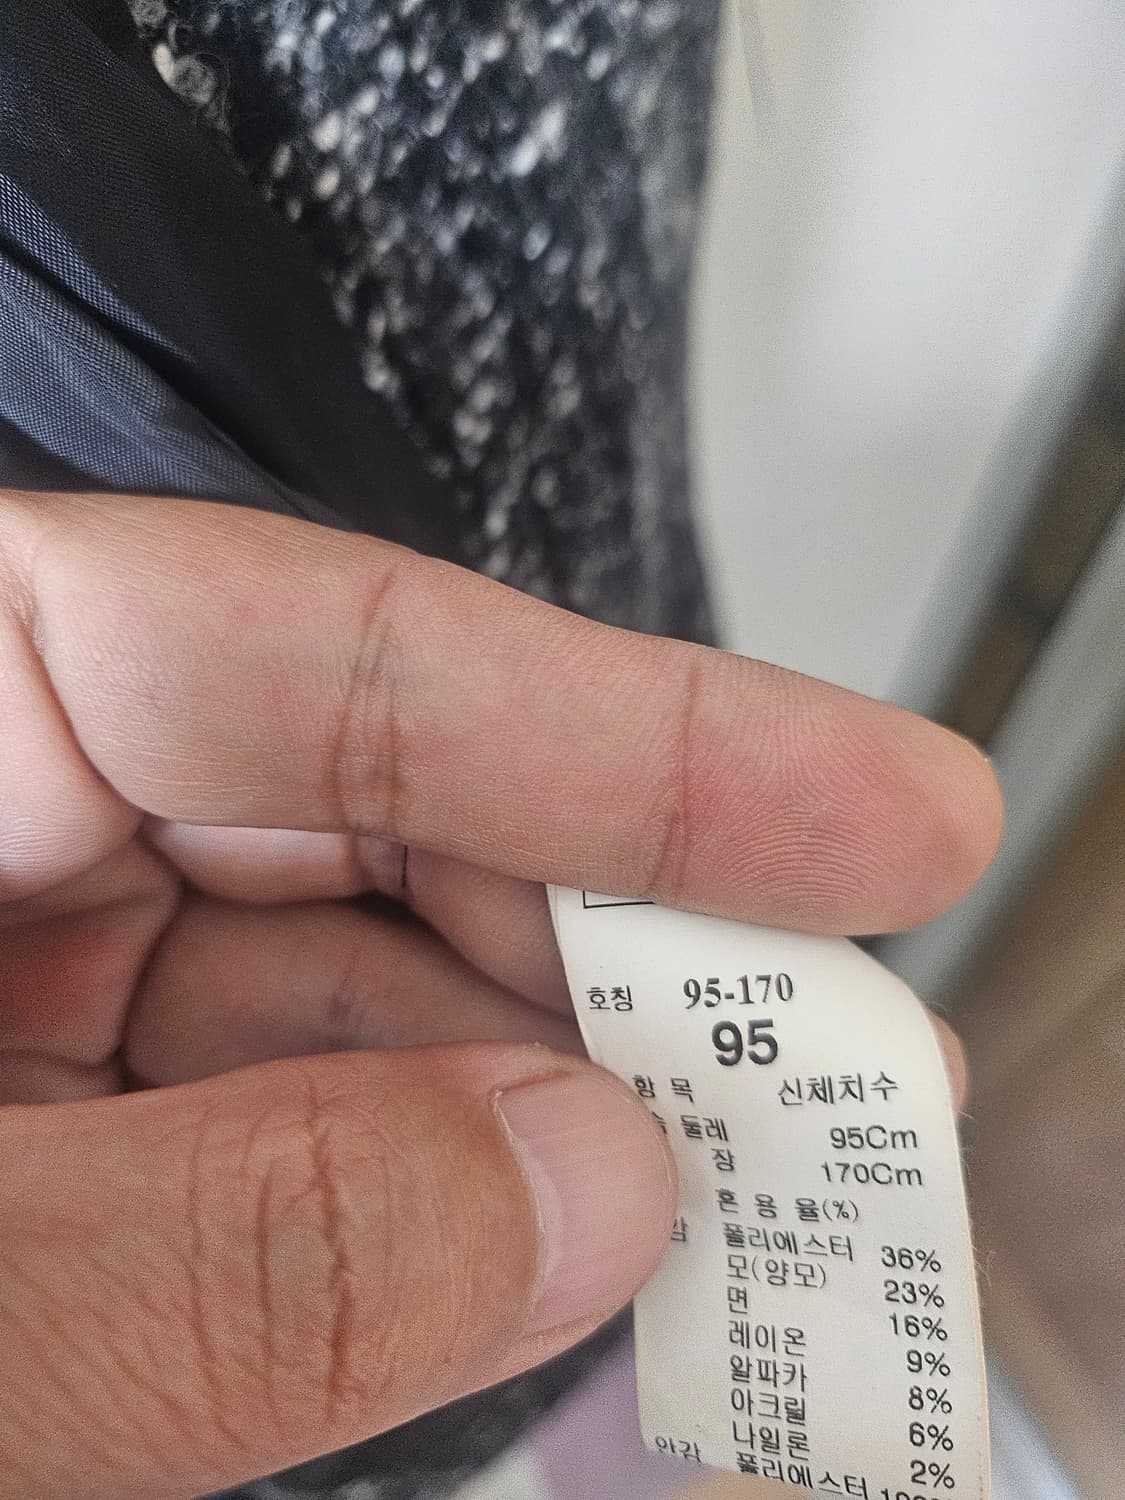 호칭 95-170
95
항 목 신체치수
둘레 95Cm
장 170Cm
혼 용 율(%)
폴리에스터 36%
모(양모) 23%
면 16%
레이온 9%
알파카 8%
아크릴 6%
나일론 2%
안감 폴리에스터